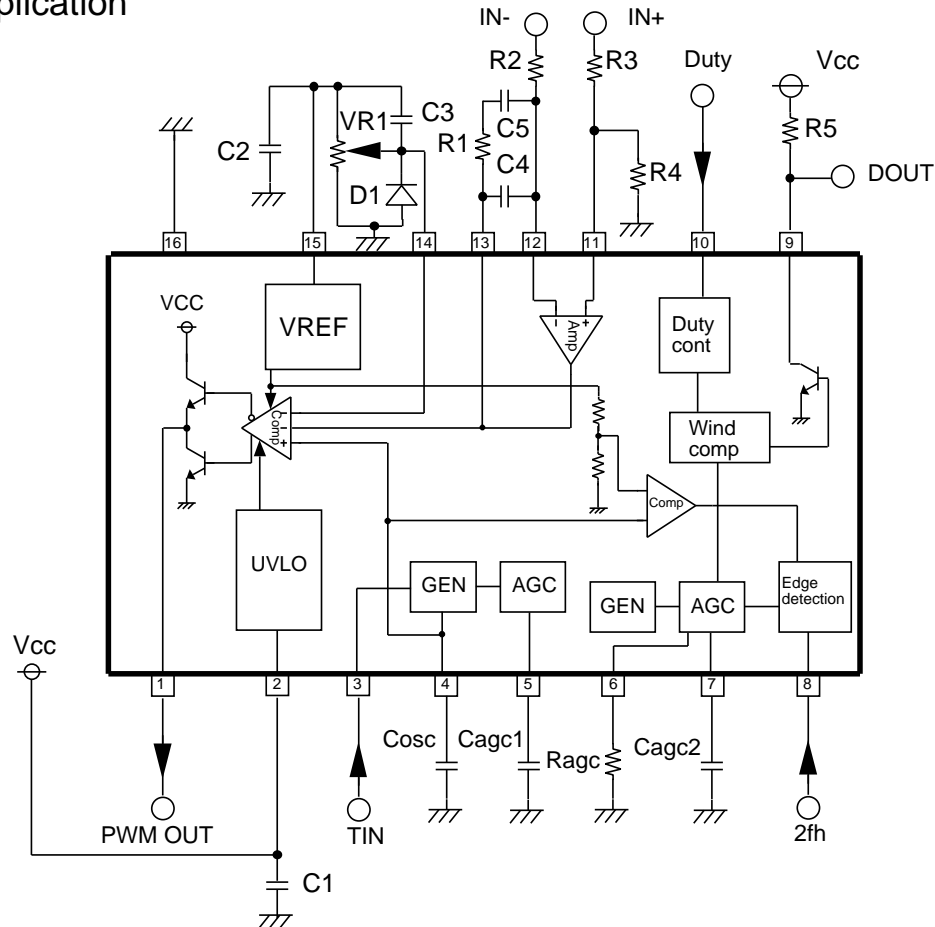 plication
IN-
IN+
R2
R3
Duty
Vcc
VR1
C3
C5
R5
C2
R1
C4
R4
DOUT
D1
16
15
14
13
12
11
10
9
VCC
VREF
- +
Amp
Duty
cont
Comp
-
-
+
Wind
comp
Comp
UVLO
GEN
AGC
GEN
AGC
Edge
detection
Vcc
1
2
3
4
5
6
7
8
Cosc
Cagc1
Ragc
Cagc2
PWM OUT
TIN
2fh
C1